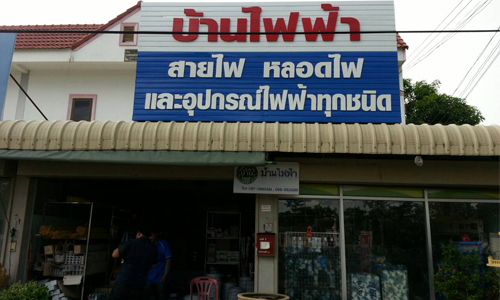 บ้านไฟฟ้า
สายไฟ หลอดไฟ
และอุปกรณ์ไฟฟ้าทุกชนิด
บ้านไฟฟ้า